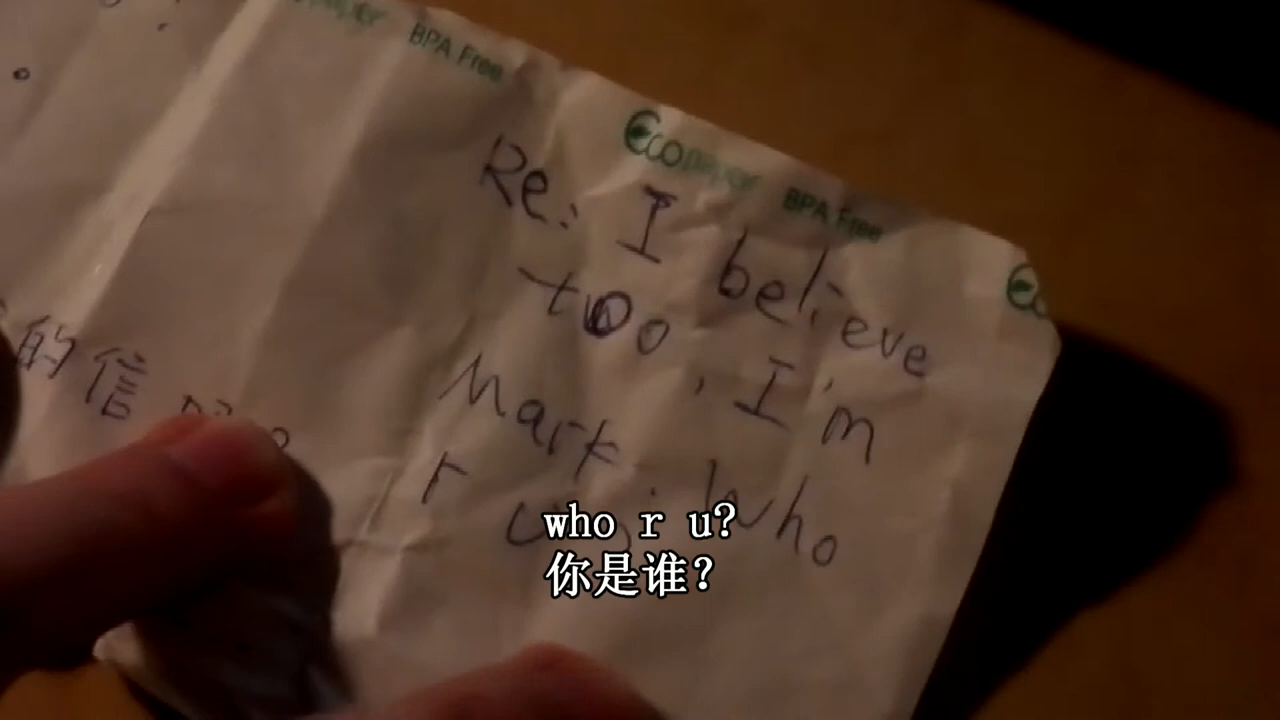 BPA Free
Ecopaper BPA Free
Re: I believe
too, I'm
Mark. Who
r u
的信
who r u?
你是谁？